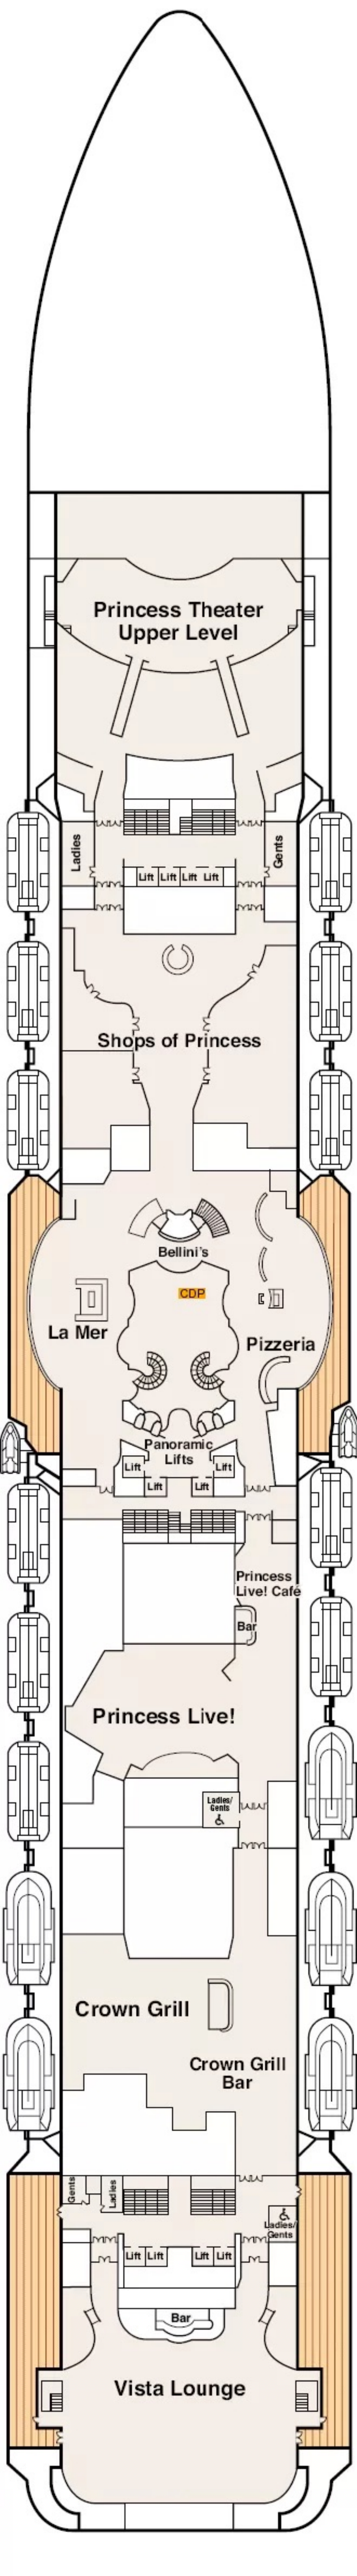 Princess Theater
Upper Level
Ladies
Gents
Lift Lift Lift Lift
Shops of Princess
Bellini's
CDP
La Mer
Pizzeria
Panoramic
Lifts
Lift
Lift
Lift
Lift
Princess
Live! Café
Bar
Princess Live!
Ladies/
Gents
Crown Grill
Crown Grill
Bar
Gents
Ladies
Ladies/
Gents
Lift Lift
Lift Lift
Bar
Vista Lounge